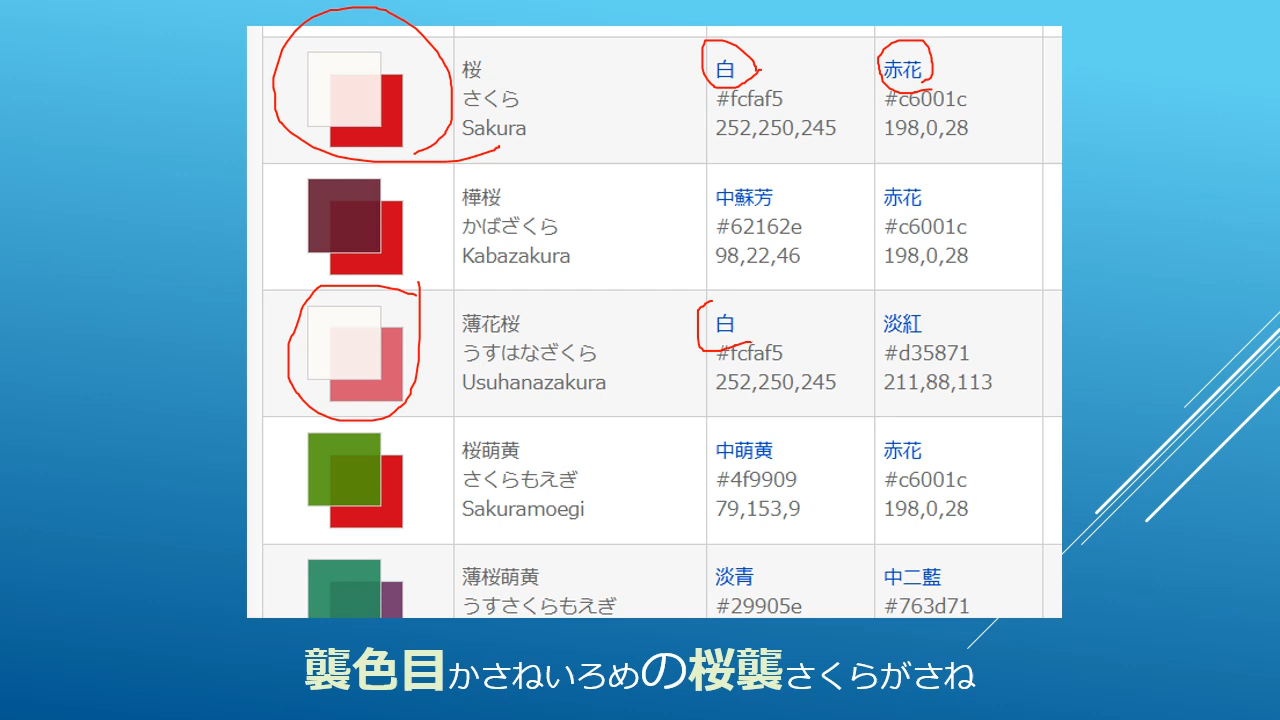 桜
さくら
Sakura
白
#fcfaf5
252,250,245
赤花
#c6001c
198,0,28
樺桜
かばざくら
Kabazakura
中蘇芳
#62162e
98,22,46
赤花
#c6001c
198,0,28
薄花桜
うすはなざくら
Usuhanazakura
白
#fcfaf5
252,250,245
淡紅
#d35871
211,88,113
桜萌黄
さくらもえぎ
Sakuramoegi
中萌黄
#4f9909
79,153,9
赤花
#c6001c
198,0,28
薄桜萌黄
うすさくらもえぎ
淡青
#29905e
中二藍
#763d71
襲色目かさねいろめの桜襲さくらがさね